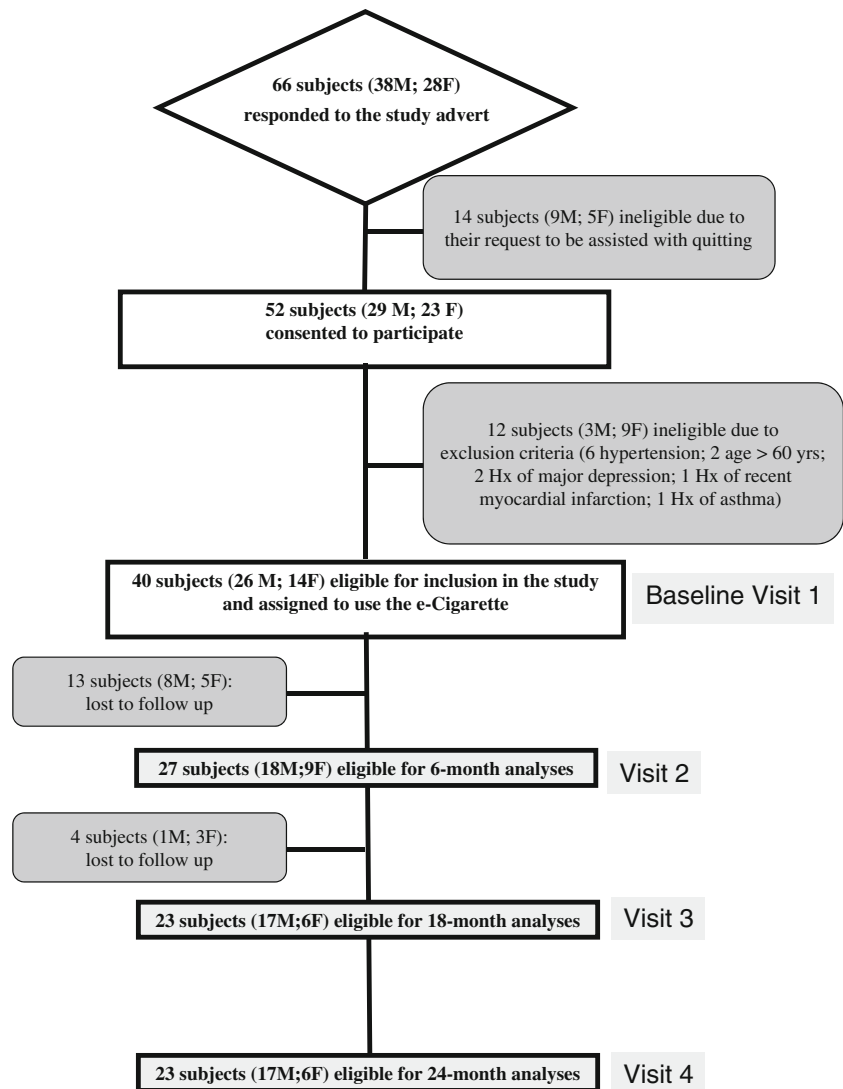 66 subjects (38M; 28F)
responded to the study advert
14 subjects (9M; 5F) ineligible due to
their request to be assisted with quitting
52 subjects (29 M; 23 F)
consented to participate
12 subjects (3M; 9F) ineligible due to
exclusion criteria (6 hypertension; 2 age > 60 yrs;
2 Hx of major depression; 1 Hx of recent
myocardial infarction; 1 Hx of asthma)
40 subjects (26 M; 14F) eligible for inclusion in the study
and assigned to use the e-Cigarette
Baseline Visit 1
13 subjects (8M; 5F):
lost to follow up
27 subjects (18M;9F) eligible for 6-month analyses
Visit 2
4 subjects (1M; 3F):
lost to follow up
23 subjects (17M;6F) eligible for 18-month analyses
Visit 3
23 subjects (17M;6F) eligible for 24-month analyses
Visit 4